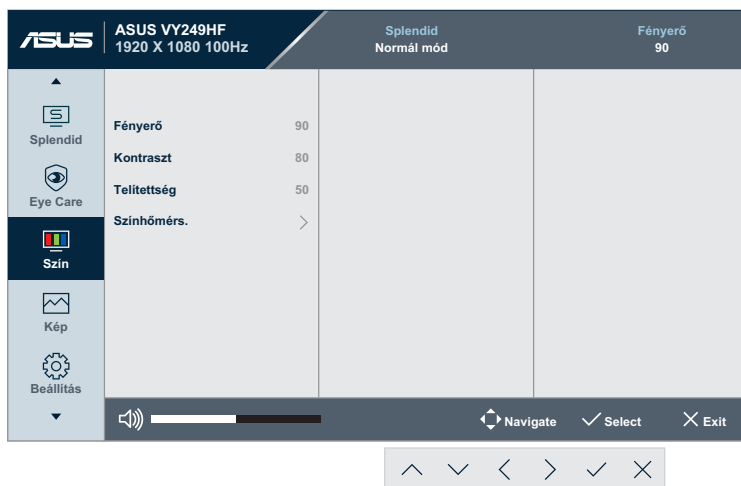 ASUS
ASUS VY249HF
1920 X 1080 100Hz
Splendid
Normál mód
Fényerő
90
Splendid
Eye Care
Szín
Kép
Beállítás
Fényerő 90
Kontraszt 80
Telítettség 50
Színhőmérs.
Navigate
Select
Exit